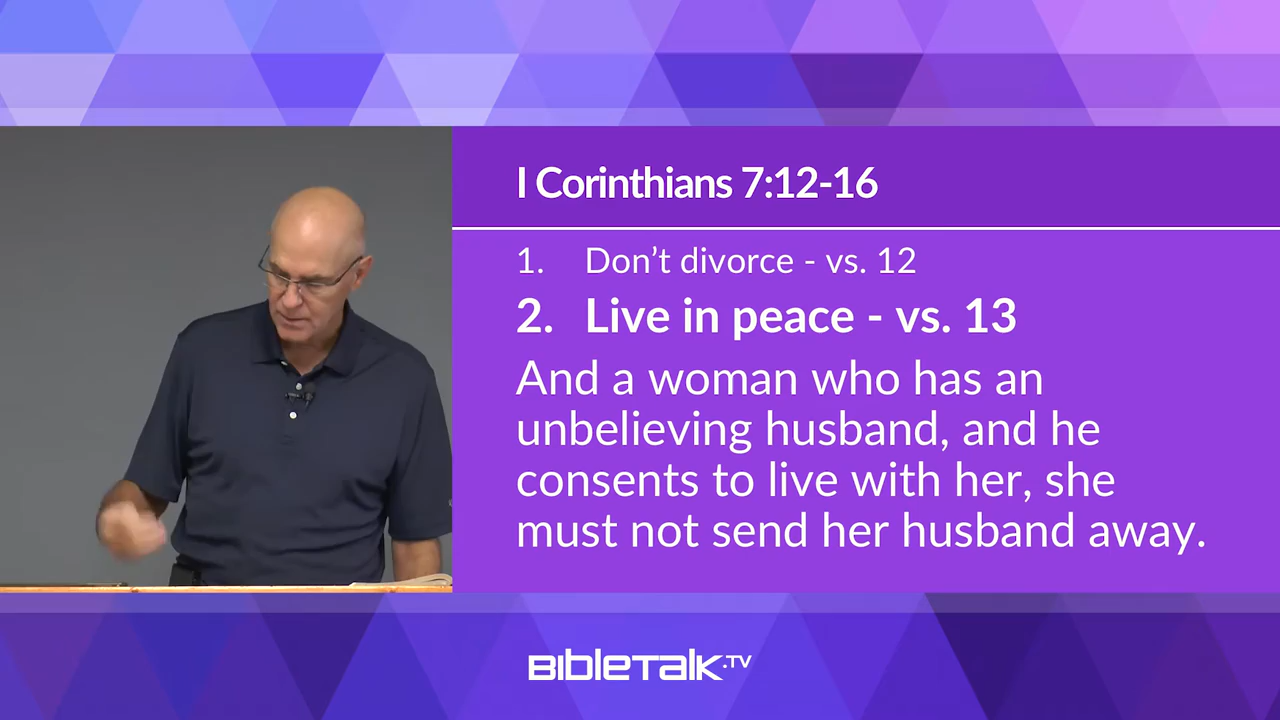 I Corinthians 7:12-16
1. Don’t divorce - vs. 12
2. Live in peace - vs. 13
And a woman who has an
unbelieving husband, and he
consents to live with her, she
must not send her husband away.
BIBLETALK.TV